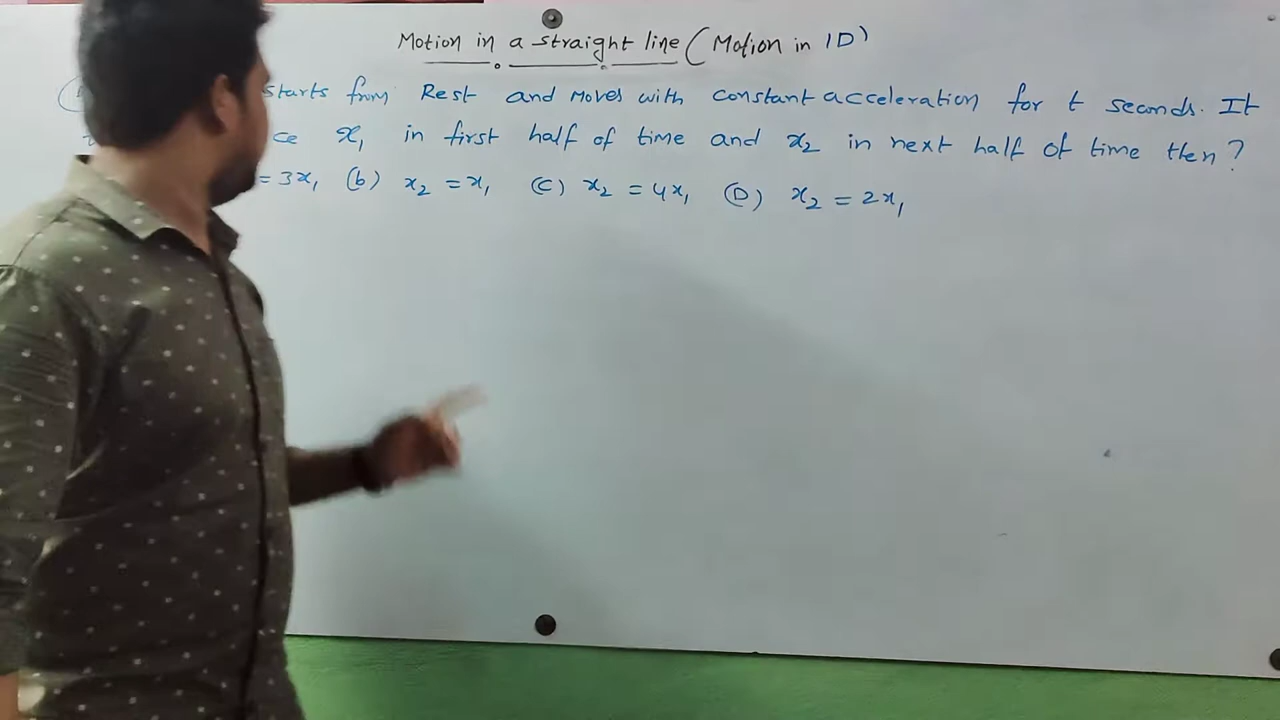 Motion in a straight line (Motion in 1D)
starts from Rest and moves with constant acceleration for t seconds. It
x₁ in first half of time and x₂ in next half of time then?
= 3x₁ (b) x₂ = x₁ (C) x₂ = 4x₁ (D) x₂ = 2x₁